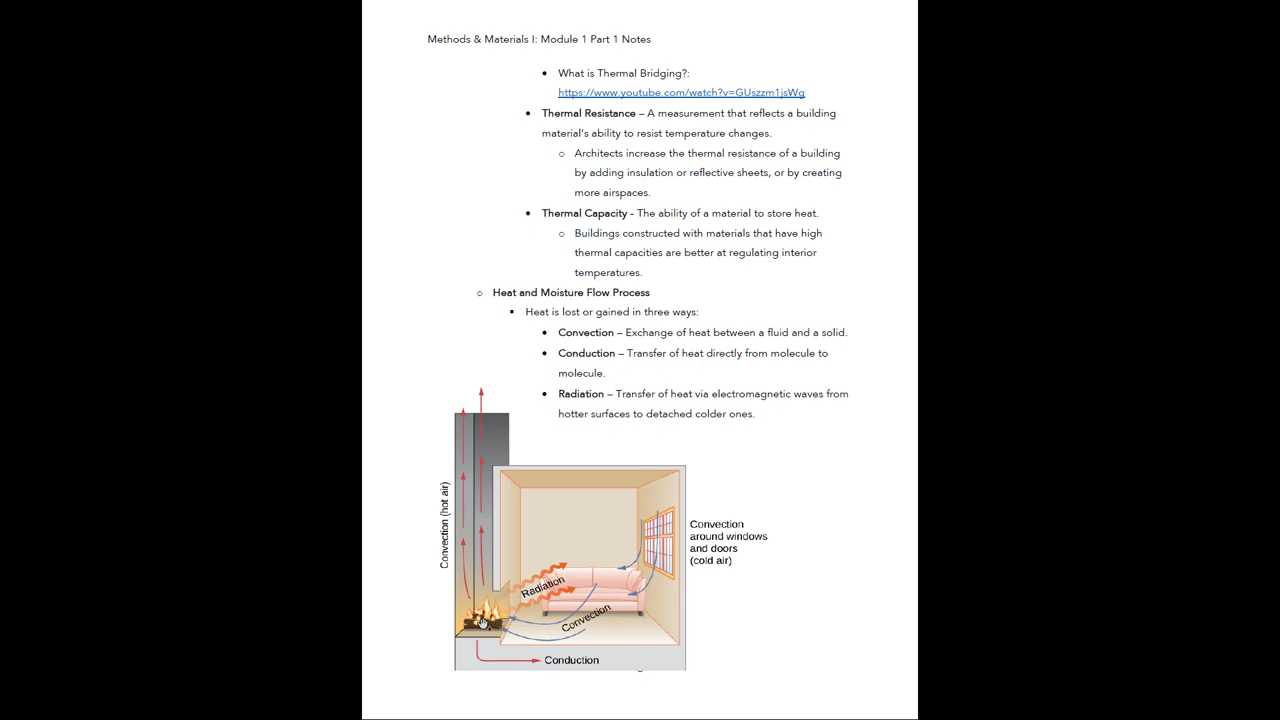 Methods & Materials I: Module 1 Part 1 Notes
• What is Thermal Bridging?:
https://www.youtube.com/watch?v=GUszzm1jsWg
• Thermal Resistance – A measurement that reflects a building
material's ability to resist temperature changes.
o Architects increase the thermal resistance of a building
by adding insulation or reflective sheets, or by creating
more airspaces.
• Thermal Capacity - The ability of a material to store heat.
o Buildings constructed with materials that have high
thermal capacities are better at regulating interior
temperatures.
o Heat and Moisture Flow Process
▪ Heat is lost or gained in three ways:
• Convection – Exchange of heat between a fluid and a solid.
• Conduction – Transfer of heat directly from molecule to
molecule.
• Radiation – Transfer of heat via electromagnetic waves from
hotter surfaces to detached colder ones.
Convection (hot air)
Convection
around windows
and doors
(cold air)
Radiation
Convection
Conduction